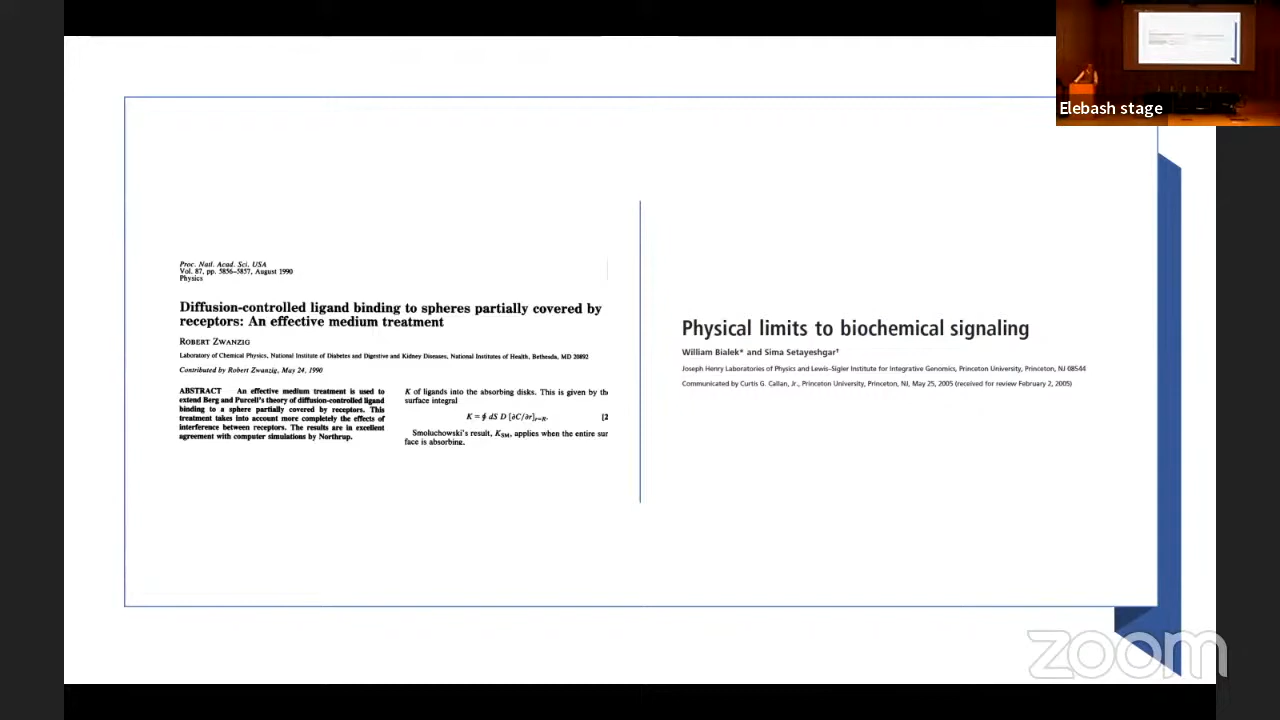 Elebash stage
Proc. Natl. Acad. Sci. USA
Vol. 87, pp. 5856–5857, August 1990
Physics
Diffusion-controlled ligand binding to spheres partially covered by
receptors: An effective medium treatment
ROBERT ZWANZIG
Laboratory of Chemical Physics, National Institute of Diabetes and Digestive and Kidney Diseases, National Institutes of Health, Bethesda, MD 20892
Contributed by Robert Zwanzig, May 24, 1990
ABSTRACT An effective medium treatment is used to
extend Berg and Purcell's theory of diffusion-controlled ligand
binding to a sphere partially covered by receptors. This
treatment takes into account more completely the effects of
interference between receptors. The results are in excellent
agreement with computer simulations by Northrup.
K of ligands into the absorbing disks. This is given by the
surface integral
K = ∮ dS D [∂C/∂r]r=R. [2
Smoluchowski's result, KSM, applies when the entire sur
face is absorbing.
Physical limits to biochemical signaling
William Bialek* and Sima Setayeshgar†
Joseph Henry Laboratories of Physics and Lewis-Sigler Institute for Integrative Genomics, Princeton University, Princeton, NJ 08544
Communicated by Curtis G. Callan, Jr., Princeton University, Princeton, NJ, May 25, 2005 (received for review February 2, 2005)
zoom